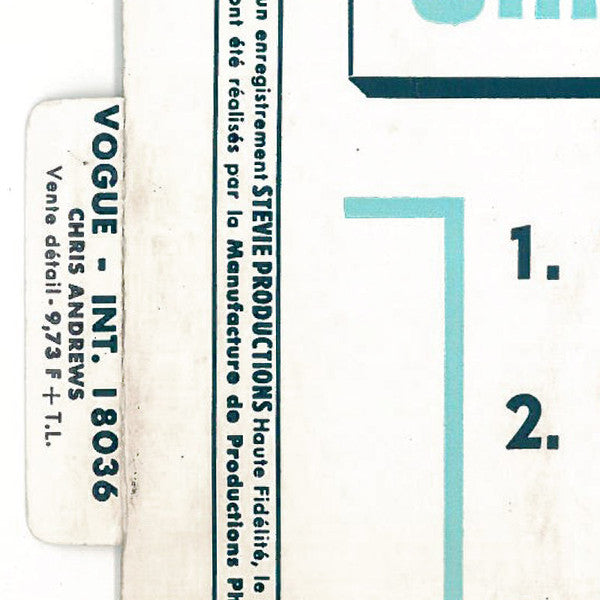 VOGUE - INT. 18036
CHRIS ANDREWS
Vente détail - 9,73 F + T.L.
un enregistrement STEVIE PRODUCTIONS Haute Fidélité, le
ont été réalisés par la Manufacture de Productions Ph
1.
2.